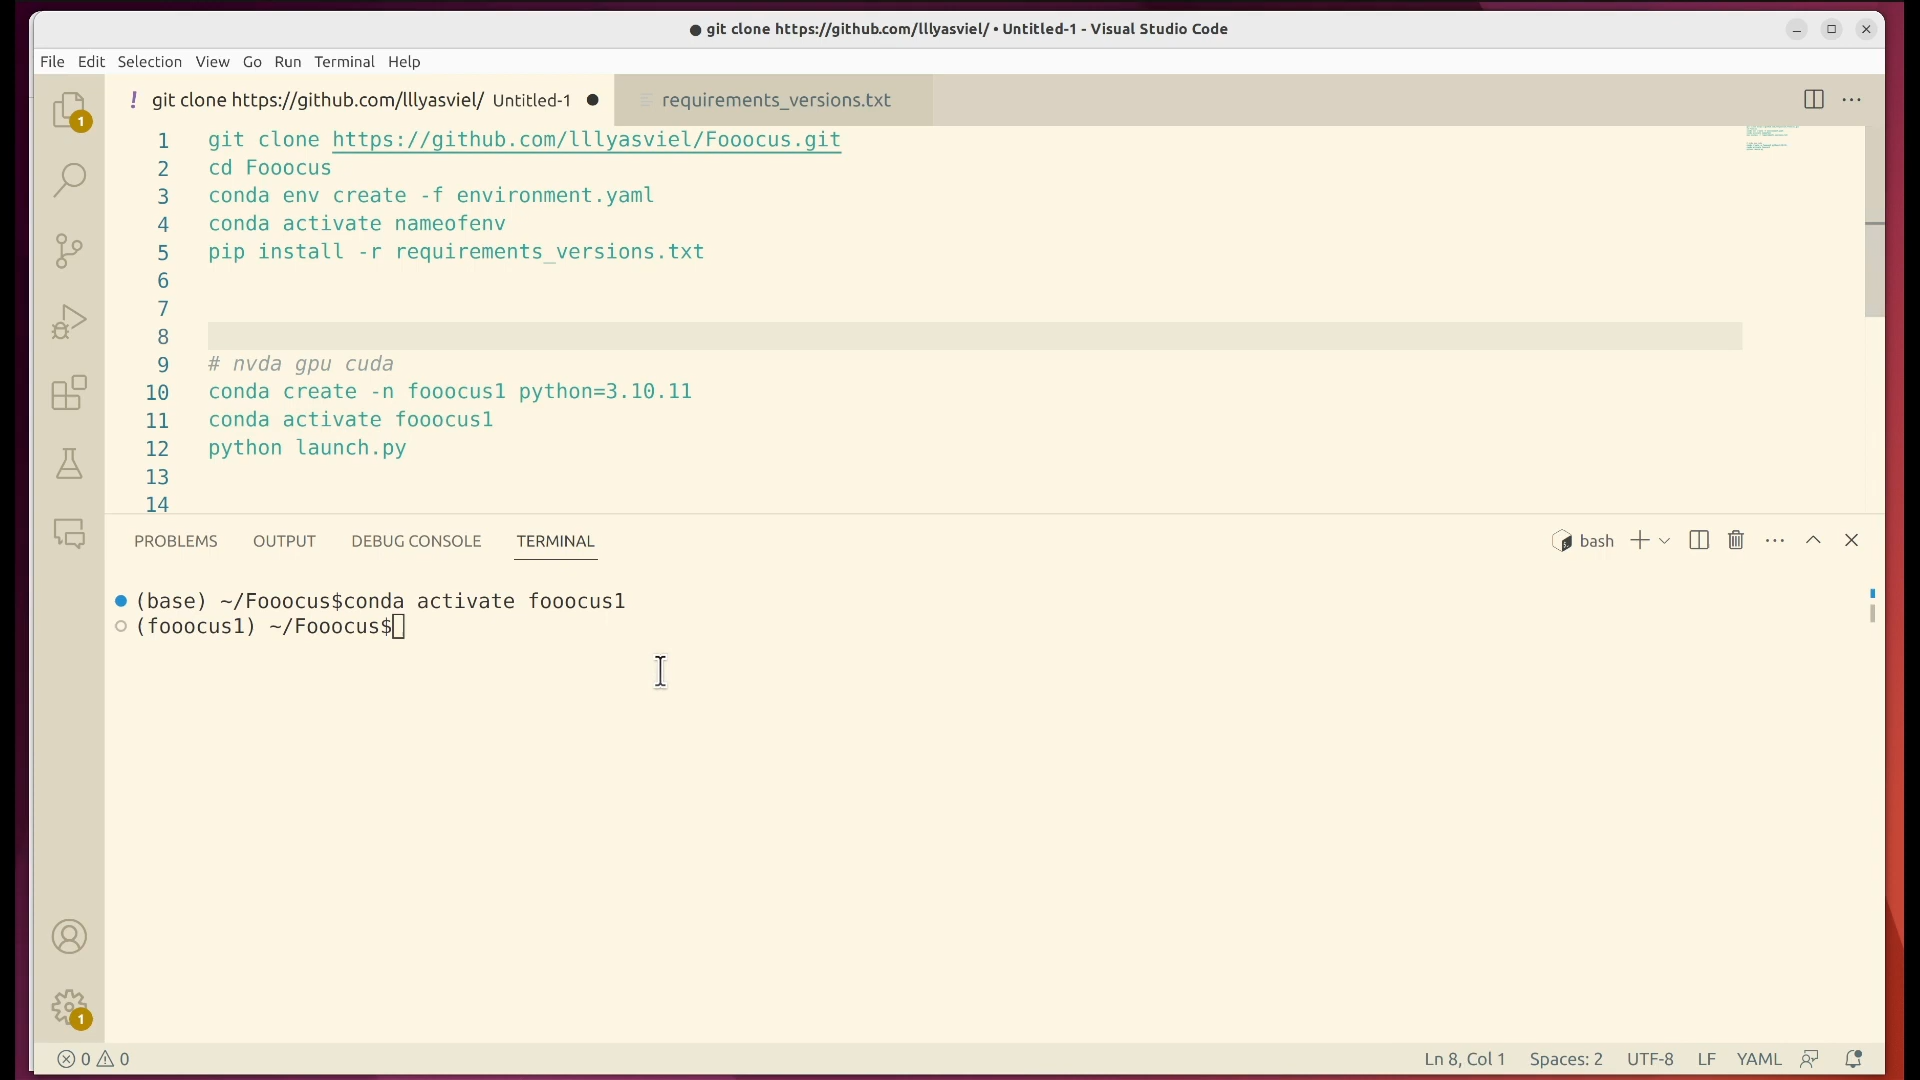 ● git clone https://github.com/lllyasviel/ • Untitled-1 - Visual Studio Code
File Edit Selection View Go Run Terminal Help
! git clone https://github.com/lllyasviel/ Untitled-1 ●
requirements_versions.txt
1 git clone https://github.com/lllyasviel/Fooocus.git
2 cd Fooocus
3 conda env create -f environment.yaml
4 conda activate nameofenv
5 pip install -r requirements_versions.txt
6
7
8
9 # nvda gpu cuda
10 conda create -n fooocus1 python=3.10.11
11 conda activate fooocus1
12 python launch.py
13
14
1
PROBLEMS OUTPUT DEBUG CONSOLE TERMINAL
bash
(base) ~/Fooocus$conda activate fooocus1
(fooocus1) ~/Fooocus$
1
0 0
Ln 8, Col 1 Spaces: 2 UTF-8 LF YAML